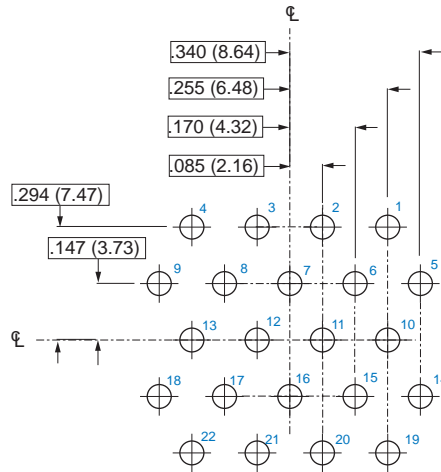 ℄
.340 (8.64)
.255 (6.48)
.170 (4.32)
.085 (2.16)
.294 (7.47)
4 3 2 1
.147 (3.73)
9 8 7 6 5
℄ 13 12 11 10
18 17 16 15
22 21 20 19